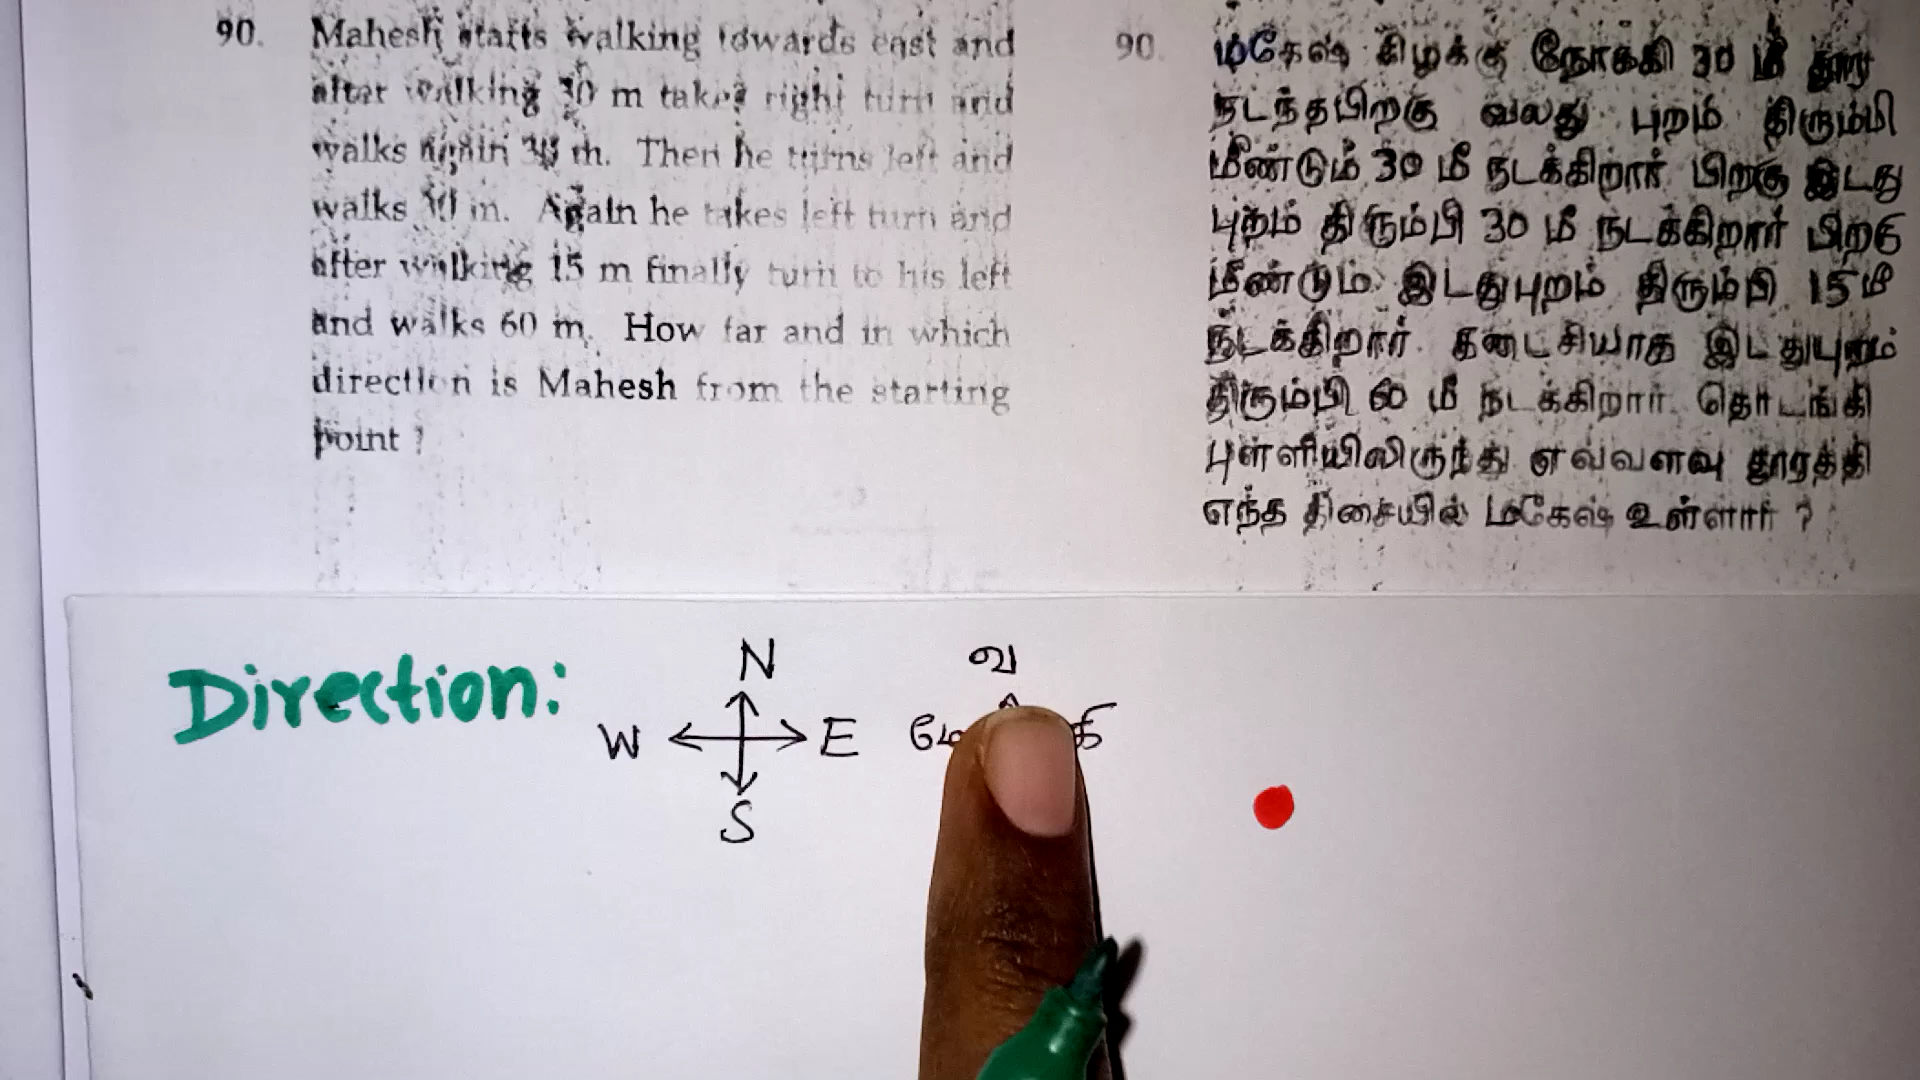 90. Mahesh starts walking towards east and
after walking 30 m takes right turn and
walks again 30 m. Then he turns left and
walks 30 m. Again he takes left turn and
after walking 15 m finally turn to his left
and walks 60 m. How far and in which
direction is Mahesh from the starting
point ?
90. மகேஷ் கிழக்கு நோக்கி 30 மீ தூர
நடந்தபிறகு வலது புறம் திரும்பி
மீண்டும் 30 மீ நடக்கிறார் பிறகு இடது
புறம் திரும்பி 30 மீ நடக்கிறார் பிறகு
மீண்டும் இடதுபுறம் திரும்பி 15 மீ
நடக்கிறார் கடைசியாக இடதுபுறம்
திரும்பி 60 மீ நடக்கிறார். தொடங்கி
புள்ளியிலிருந்து எவ்வளவு தூரத்தி
எந்த திசையில் மகேஷ் உள்ளார் ?
Direction:
N
W E
S
வ
மே கி